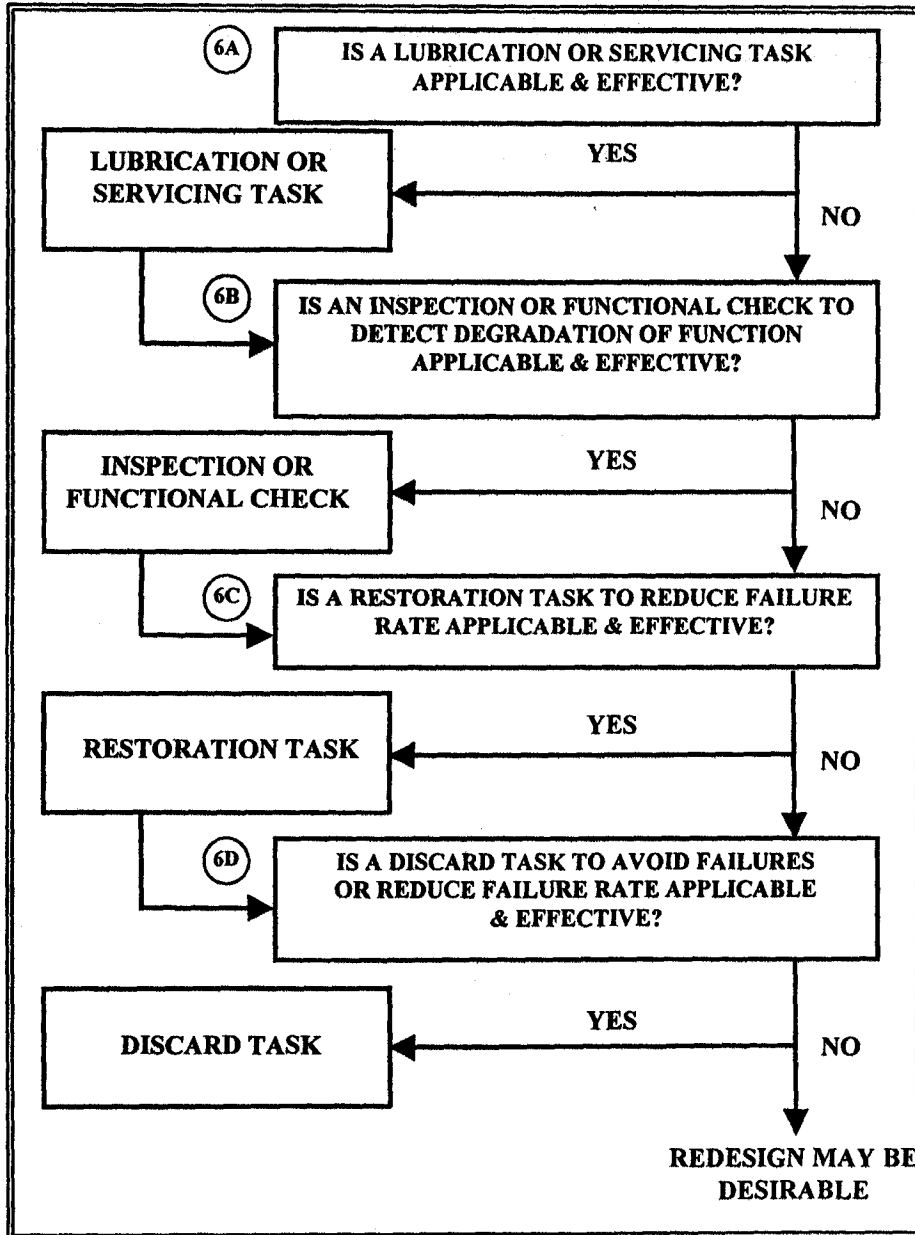 6A
IS A LUBRICATION OR SERVICING TASK
APPLICABLE & EFFECTIVE?
YES
LUBRICATION OR
SERVICING TASK
NO
6B
IS AN INSPECTION OR FUNCTIONAL CHECK TO
DETECT DEGRADATION OF FUNCTION
APPLICABLE & EFFECTIVE?
YES
INSPECTION OR
FUNCTIONAL CHECK
NO
6C
IS A RESTORATION TASK TO REDUCE FAILURE
RATE APPLICABLE & EFFECTIVE?
YES
RESTORATION TASK
NO
6D
IS A DISCARD TASK TO AVOID FAILURES
OR REDUCE FAILURE RATE APPLICABLE
& EFFECTIVE?
YES
DISCARD TASK
NO
REDESIGN MAY BE
DESIRABLE